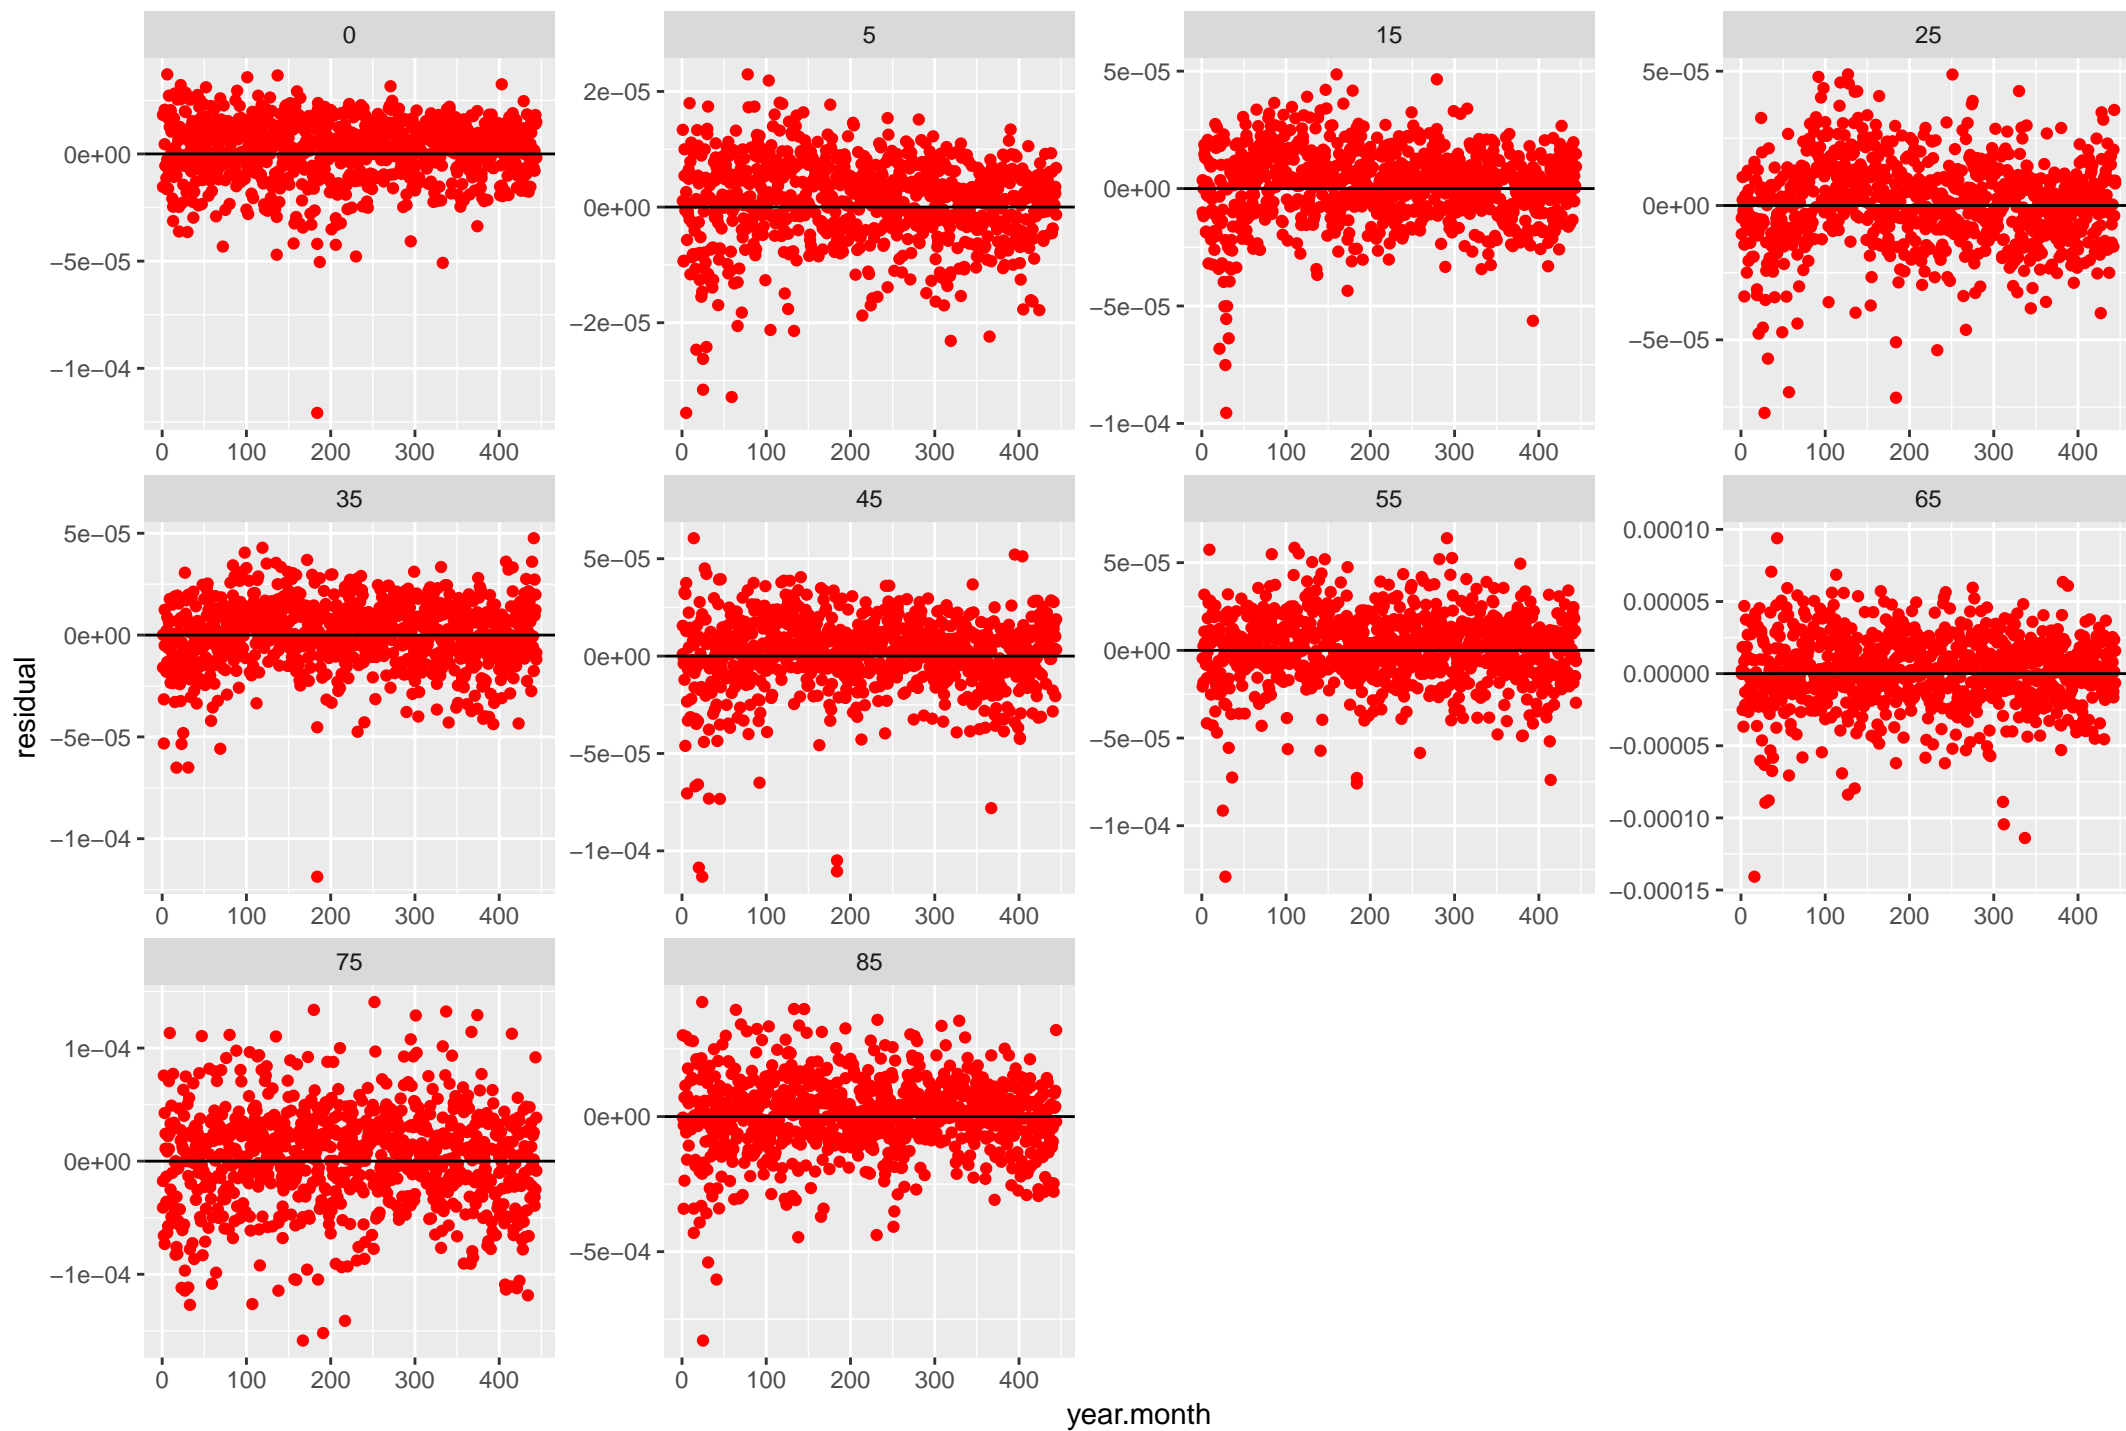 0 5 15 25
5e−05 5e−05
2e−05
0e+00 0e+00 0e+00 0e+00
−5e−05 −2e−05 −5e−05 −5e−05
−1e−04 −1e−04
0 100 200 300 400 0 100 200 300 400 0 100 200 300 400 0 100 200 300 400
35 45 55 65
5e−05 5e−05 5e−05 0.00010
0.00005
0e+00 0e+00 0e+00 0.00000
−5e−05 −5e−05 −5e−05 −0.00005
−1e−04 −1e−04 −1e−04 −0.00010
−0.00015
0 100 200 300 400 0 100 200 300 400 0 100 200 300 400 0 100 200 300 400
residual
75 85
1e−04
0e+00 0e+00
−1e−04 −5e−04
0 100 200 300 400 0 100 200 300 400
year.month